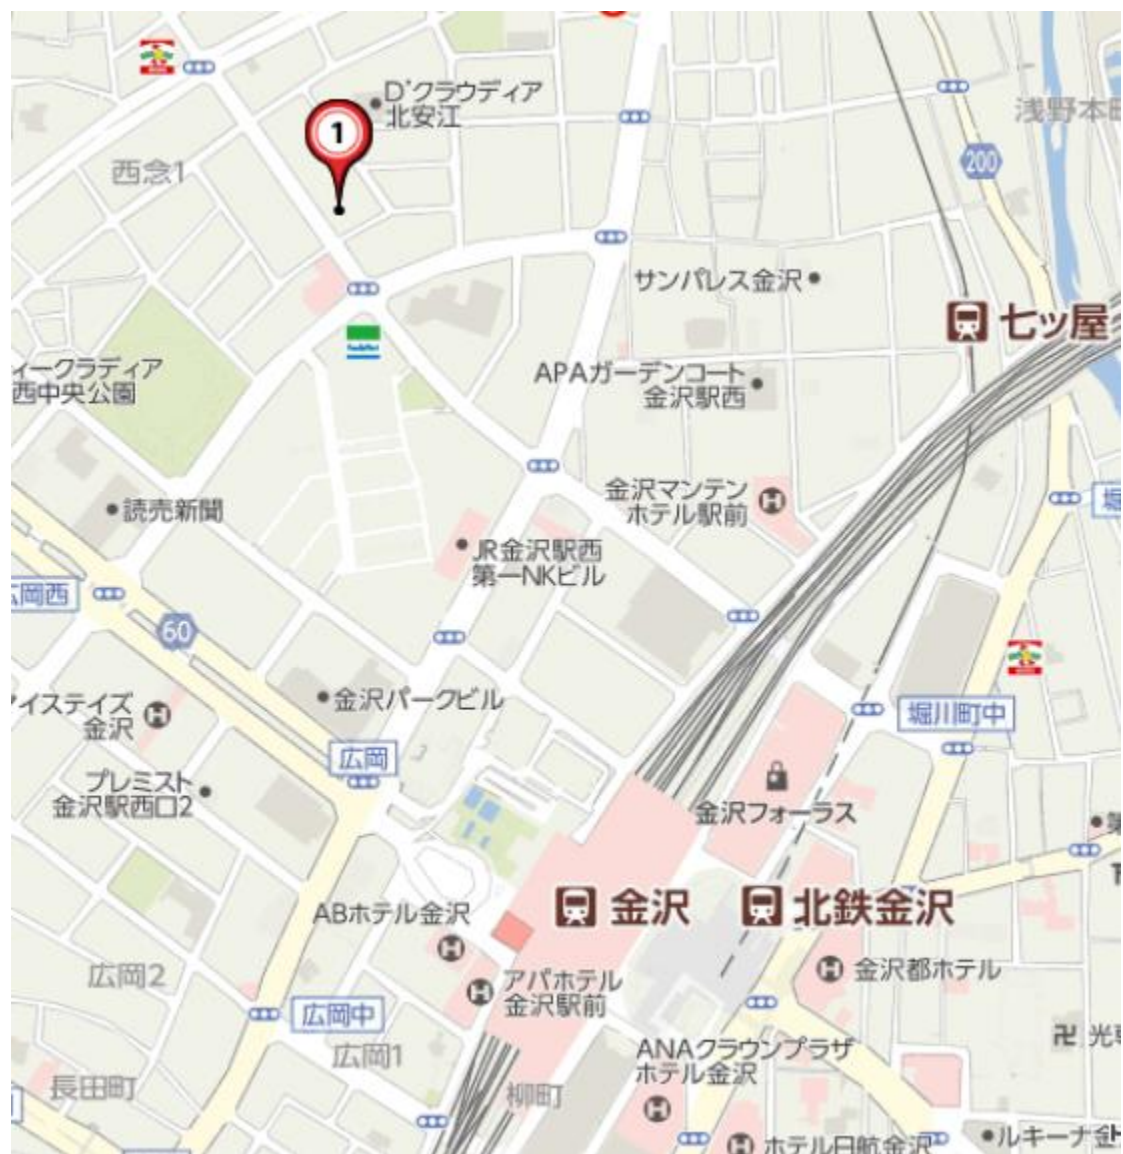 D'クラウディア
北安江
1
西念1
浅野本町
200
サンパレス金沢
七ツ屋
ィークラディア
西中央公園
APAガーデンコート
金沢駅西
金沢マンテン
ホテル駅前
読売新聞
JR金沢駅西
第一NKビル
広岡西
60
金沢パークビル
イステイズ
金沢
堀川町中
広岡
プレミスト
金沢駅西口2
金沢フォーラス
金沢
北鉄金沢
ABホテル金沢
広岡2
アパホテル
金沢駅前
金沢都ホテル
広岡中
広岡1
ANAクラウンプラザ
ホテル金沢
長田町
柳町
ホテル日航金沢
ルキーナ金